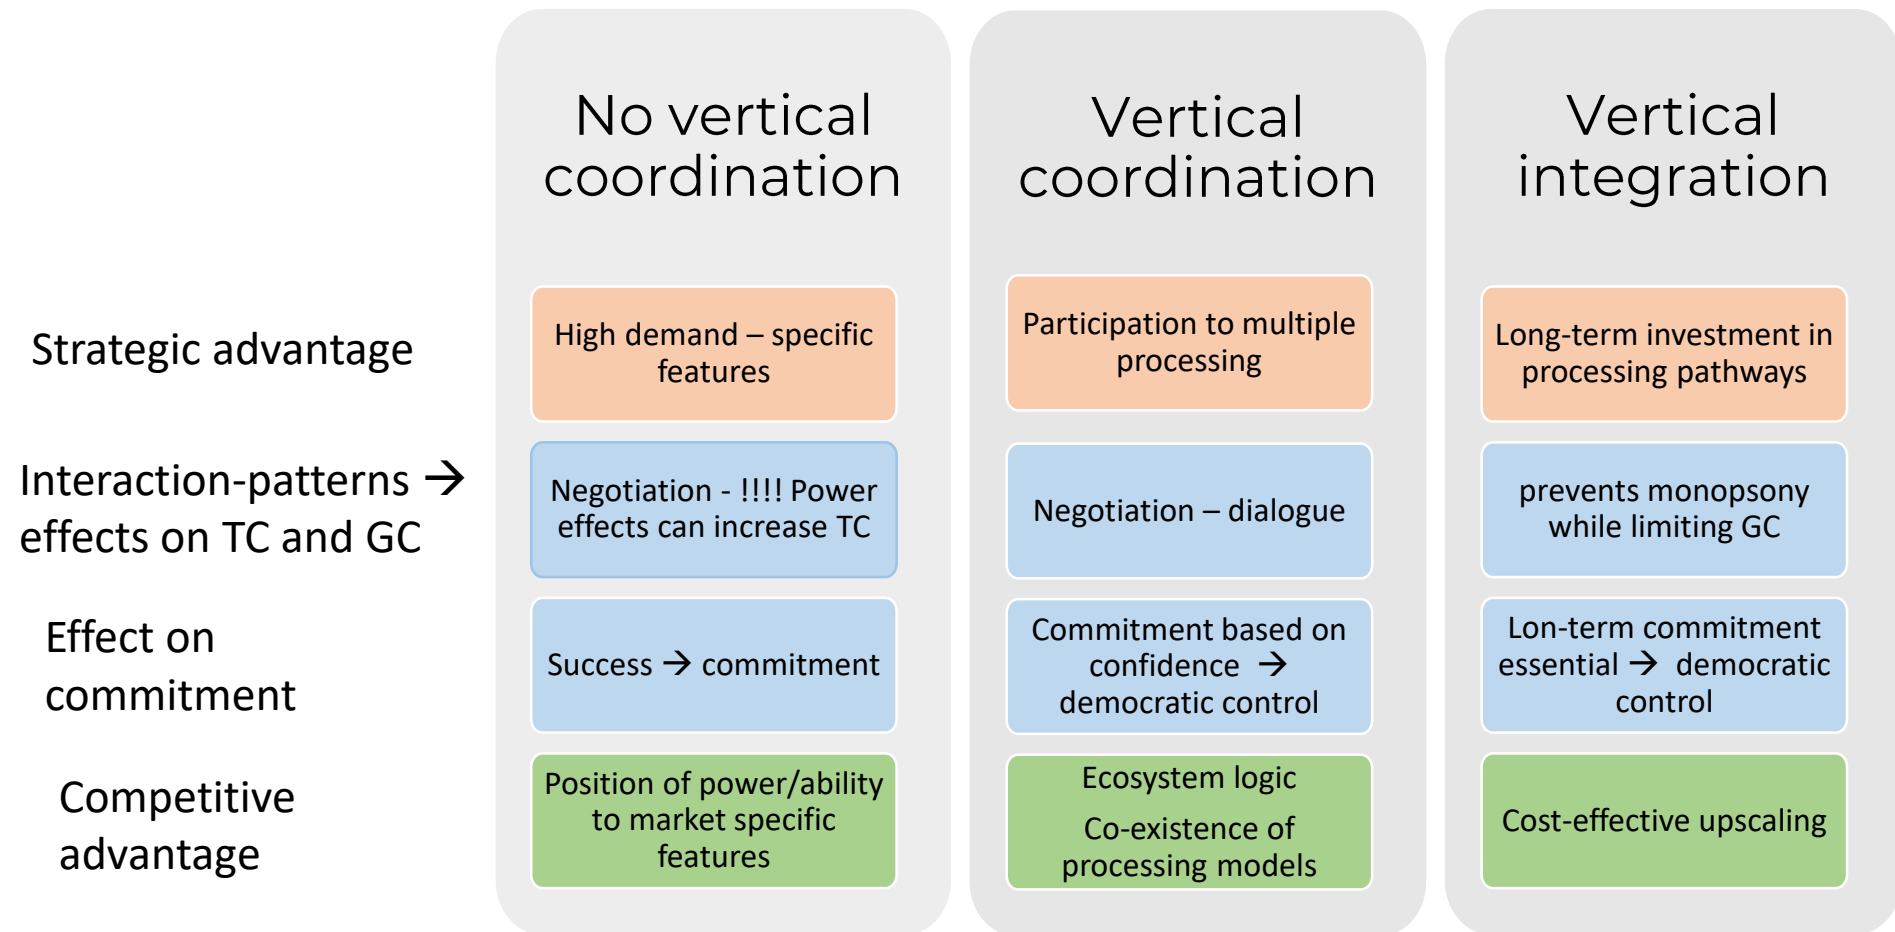 No vertical
coordination
Vertical
coordination
Vertical
integration
Strategic advantage
High demand – specific
features
Participation to multiple
processing
Long-term investment in
processing pathways
Interaction-patterns →
effects on TC and GC
Negotiation - !!!! Power
effects can increase TC
Negotiation – dialogue
prevents monopsony
while limiting GC
Effect on
commitment
Success → commitment
Commitment based on
confidence →
democratic control
Lon-term commitment
essential → democratic
control
Competitive
advantage
Position of power/ability
to market specific
features
Ecosystem logic
Co-existence of
processing models
Cost-effective upscaling